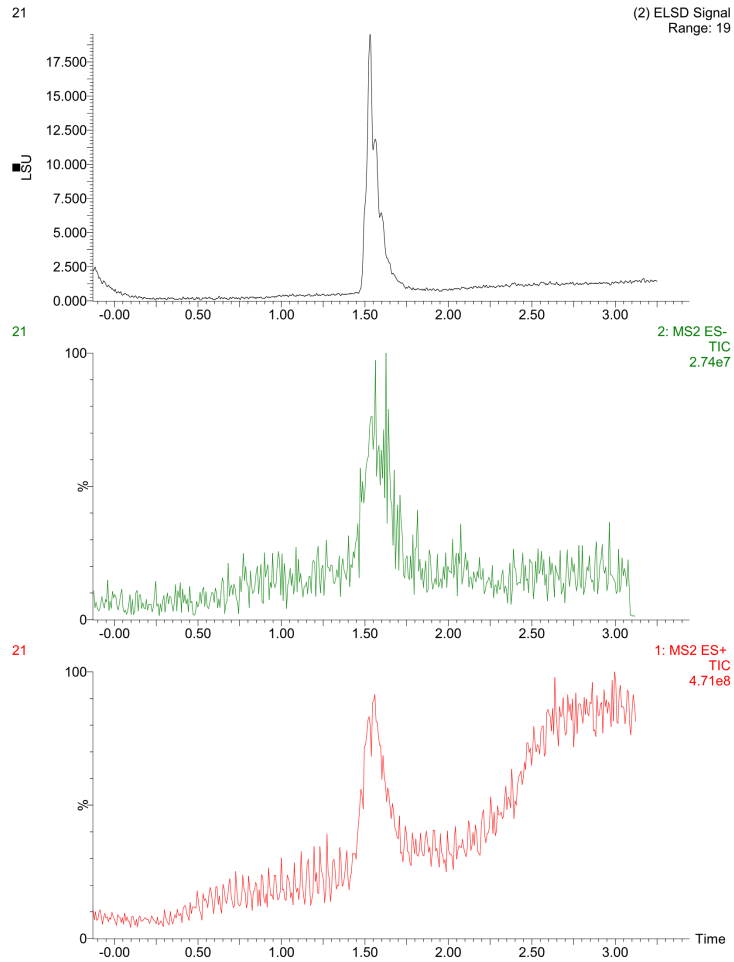 21
(2) ELSD Signal
Range: 19
17.500
15.000
12.500
10.000
7.500
5.000
2.500
0.000
LSU
-0.00 0.50 1.00 1.50 2.00 2.50 3.00
21
2: MS2 ES-
TIC
2.74e7
100
%
0
-0.00 0.50 1.00 1.50 2.00 2.50 3.00
21
1: MS2 ES+
TIC
4.71e8
100
%
0
Time
-0.00 0.50 1.00 1.50 2.00 2.50 3.00